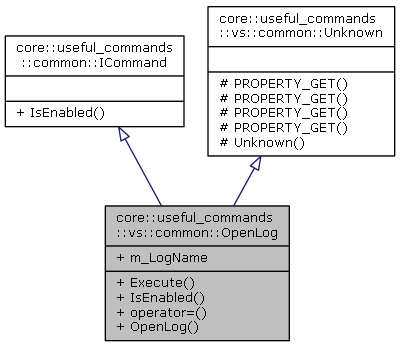 core::useful_commands
::common::ICommand
+ IsEnabled()
core::useful_commands
::vs::common::Unknown
# PROPERTY_GET()
# PROPERTY_GET()
# PROPERTY_GET()
# PROPERTY_GET()
# Unknown()
core::useful_commands
::vs::common::OpenLog
+ m_LogName
+ Execute()
+ IsEnabled()
+ operator=()
+ OpenLog()